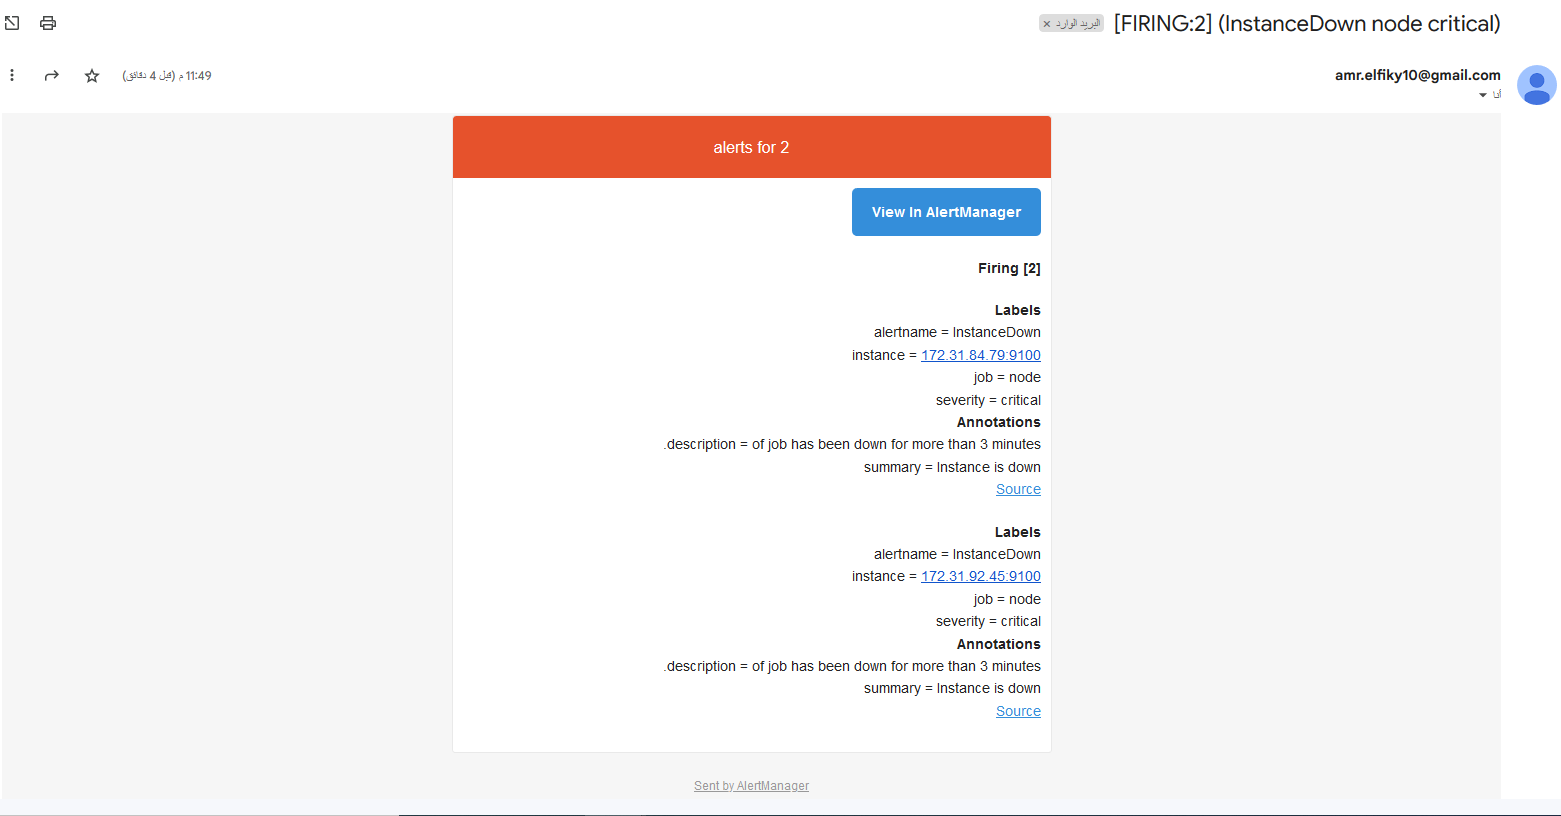 [FIRING:2] (InstanceDown node critical)
البريد الوارد ×
amr.elfiky10@gmail.com
11:49 م (قبل 4 دقائق)
أنا
alerts for 2
View In AlertManager
Firing [2]
Labels
alertname = InstanceDown
instance = 172.31.84.79:9100
job = node
severity = critical
Annotations
.description = of job has been down for more than 3 minutes
summary = Instance is down
Source
Labels
alertname = InstanceDown
instance = 172.31.92.45:9100
job = node
severity = critical
Annotations
.description = of job has been down for more than 3 minutes
summary = Instance is down
Source
Sent by AlertManager